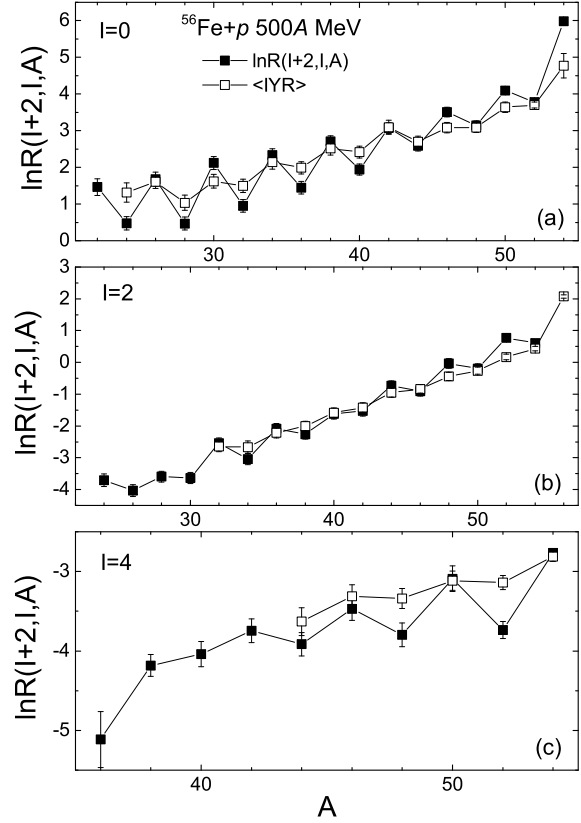 I=0
⁵⁶Fe+p 500A MeV
lnR(I+2,I,A)
<IYR>
lnR(I+2,I,A)
6
5
4
3
2
1
0
30
40
50
(a)
I=2
lnR(I+2,I,A)
3
2
1
0
-1
-2
-3
-4
30
40
50
(b)
I=4
lnR(I+2,I,A)
-3
-4
-5
40
50
(c)
A